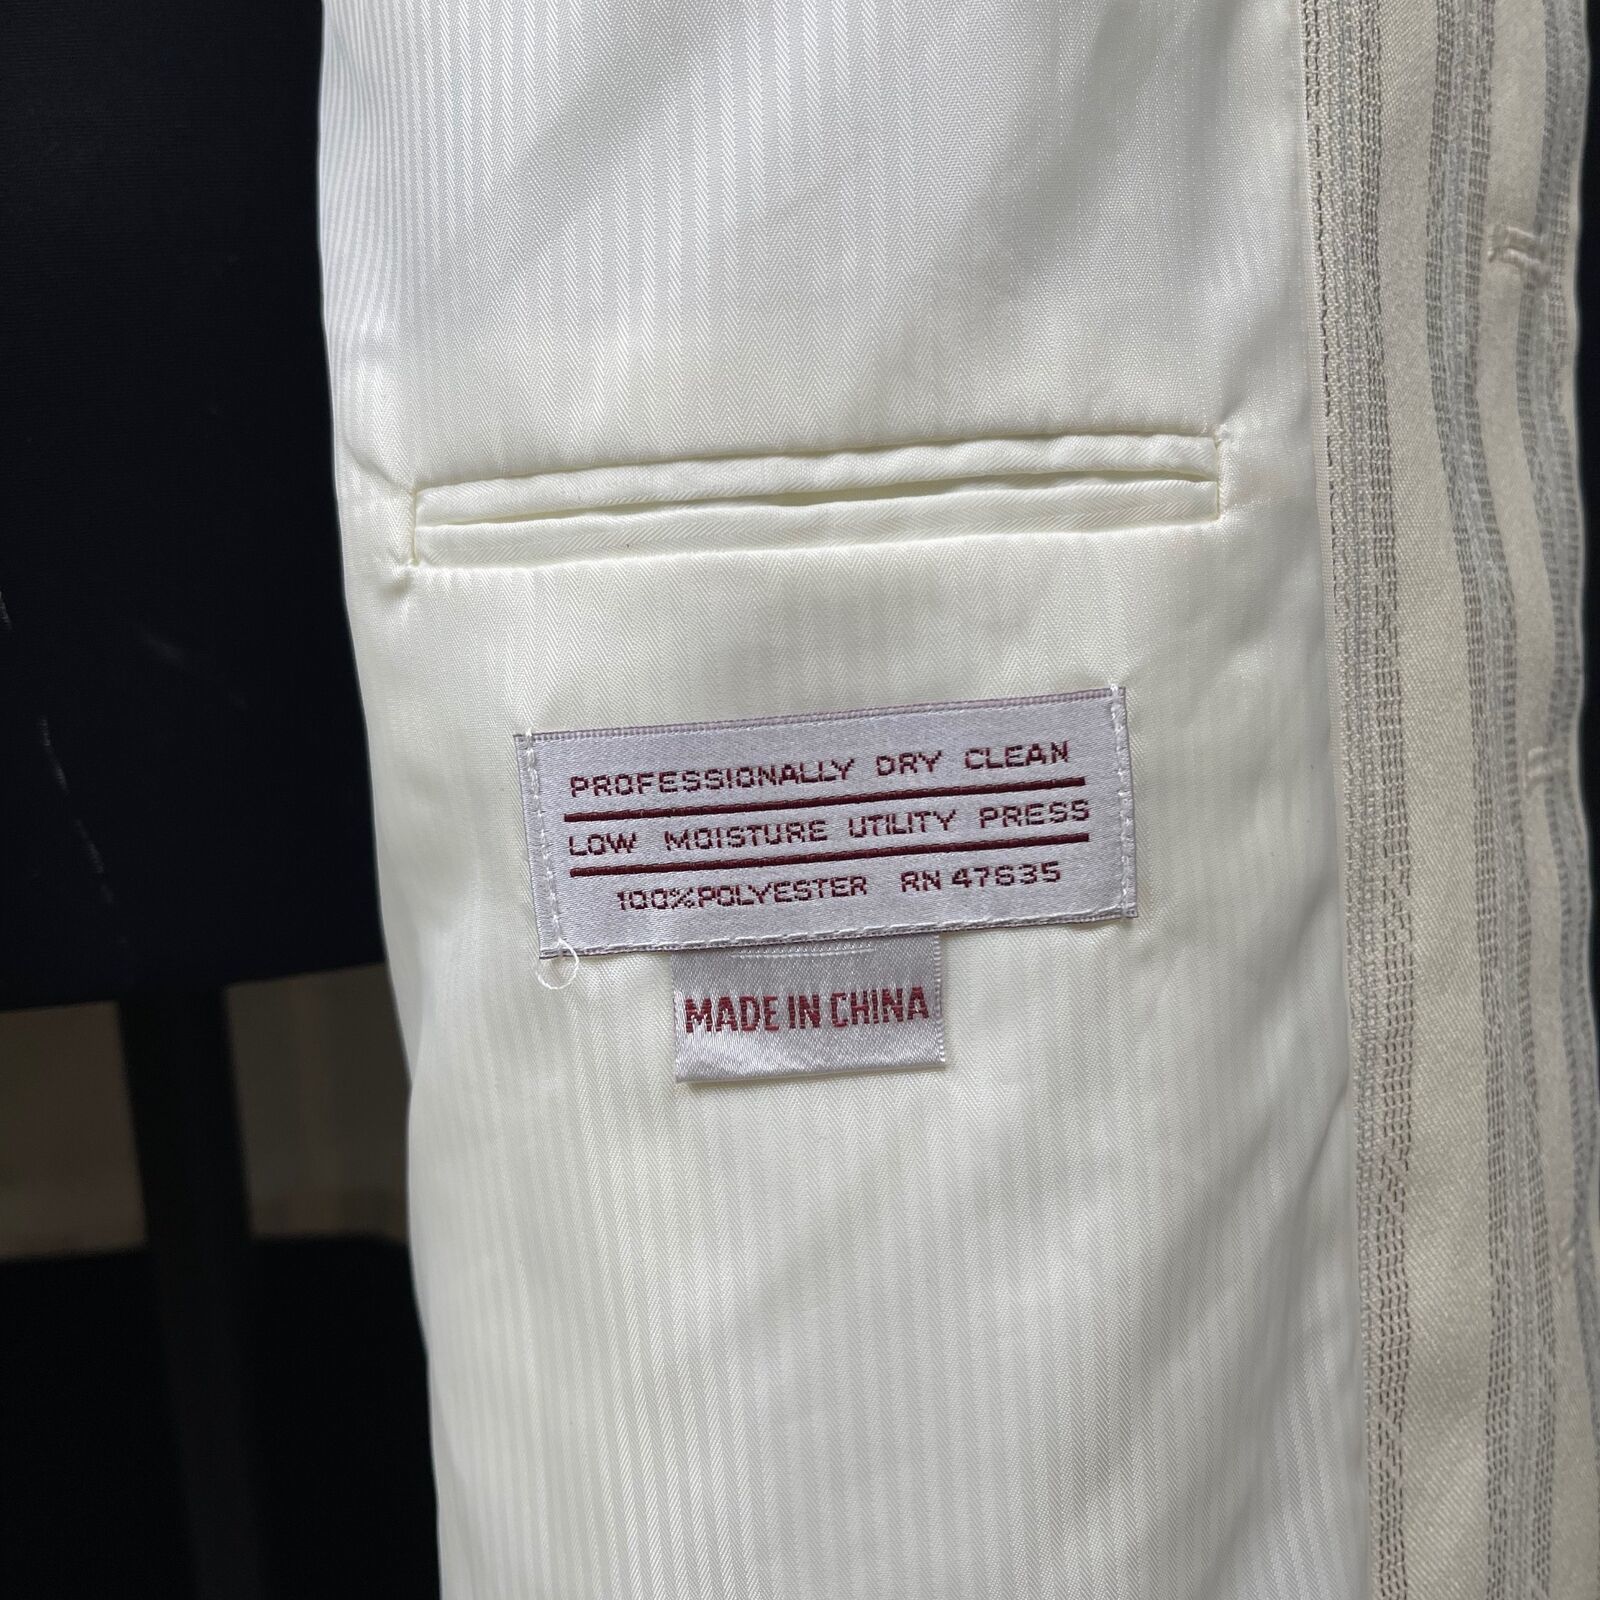 PROFESSIONALLY DRY CLEAN
LOW MOISTURE UTILITY PRESS
100% POLYESTER RN 47635
MADE IN CHINA